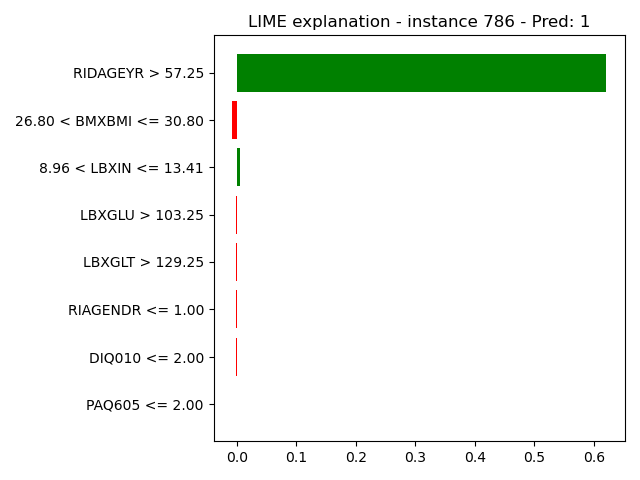 LIME explanation - instance 786 - Pred: 1
RIDAGEYR > 57.25
26.80 < BMXBMI <= 30.80
8.96 < LBXIN <= 13.41
LBXGLU > 103.25
LBXGLT > 129.25
RIAGENDR <= 1.00
DIQ010 <= 2.00
PAQ605 <= 2.00
0.0 0.1 0.2 0.3 0.4 0.5 0.6